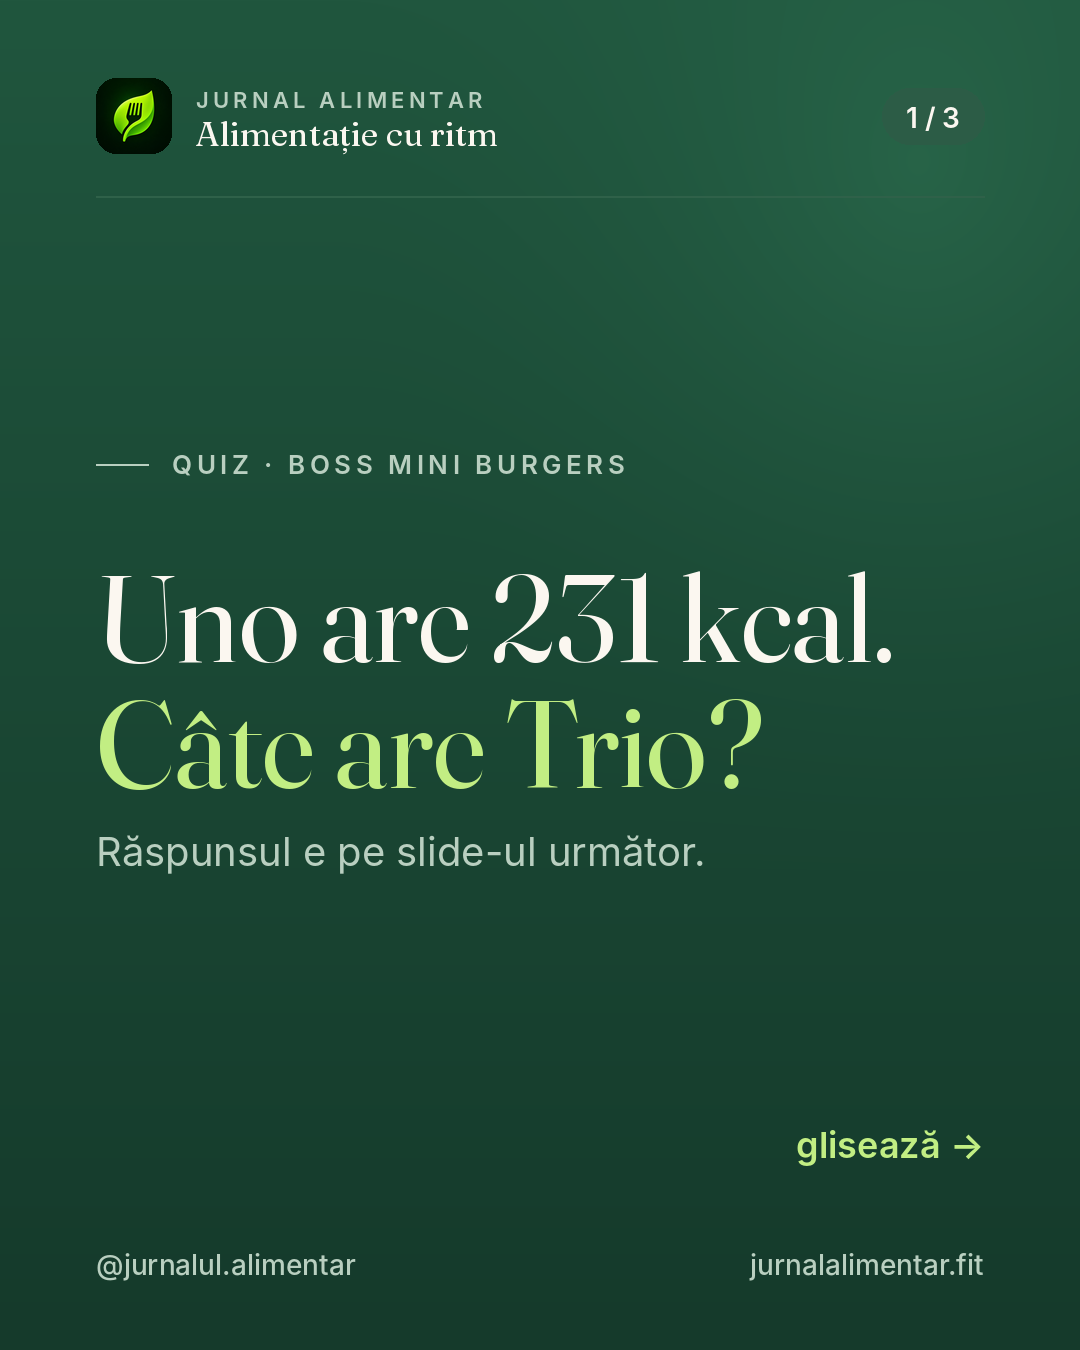 JURNAL ALIMENTAR
Alimentație cu ritm
1 / 3
QUIZ · BOSS MINI BURGERS
Uno are 231 kcal.
Câte are Trio?
Răspunsul e pe slide-ul următor.
glisează →
@jurnalul.alimentar
jurnalalimentar.fit